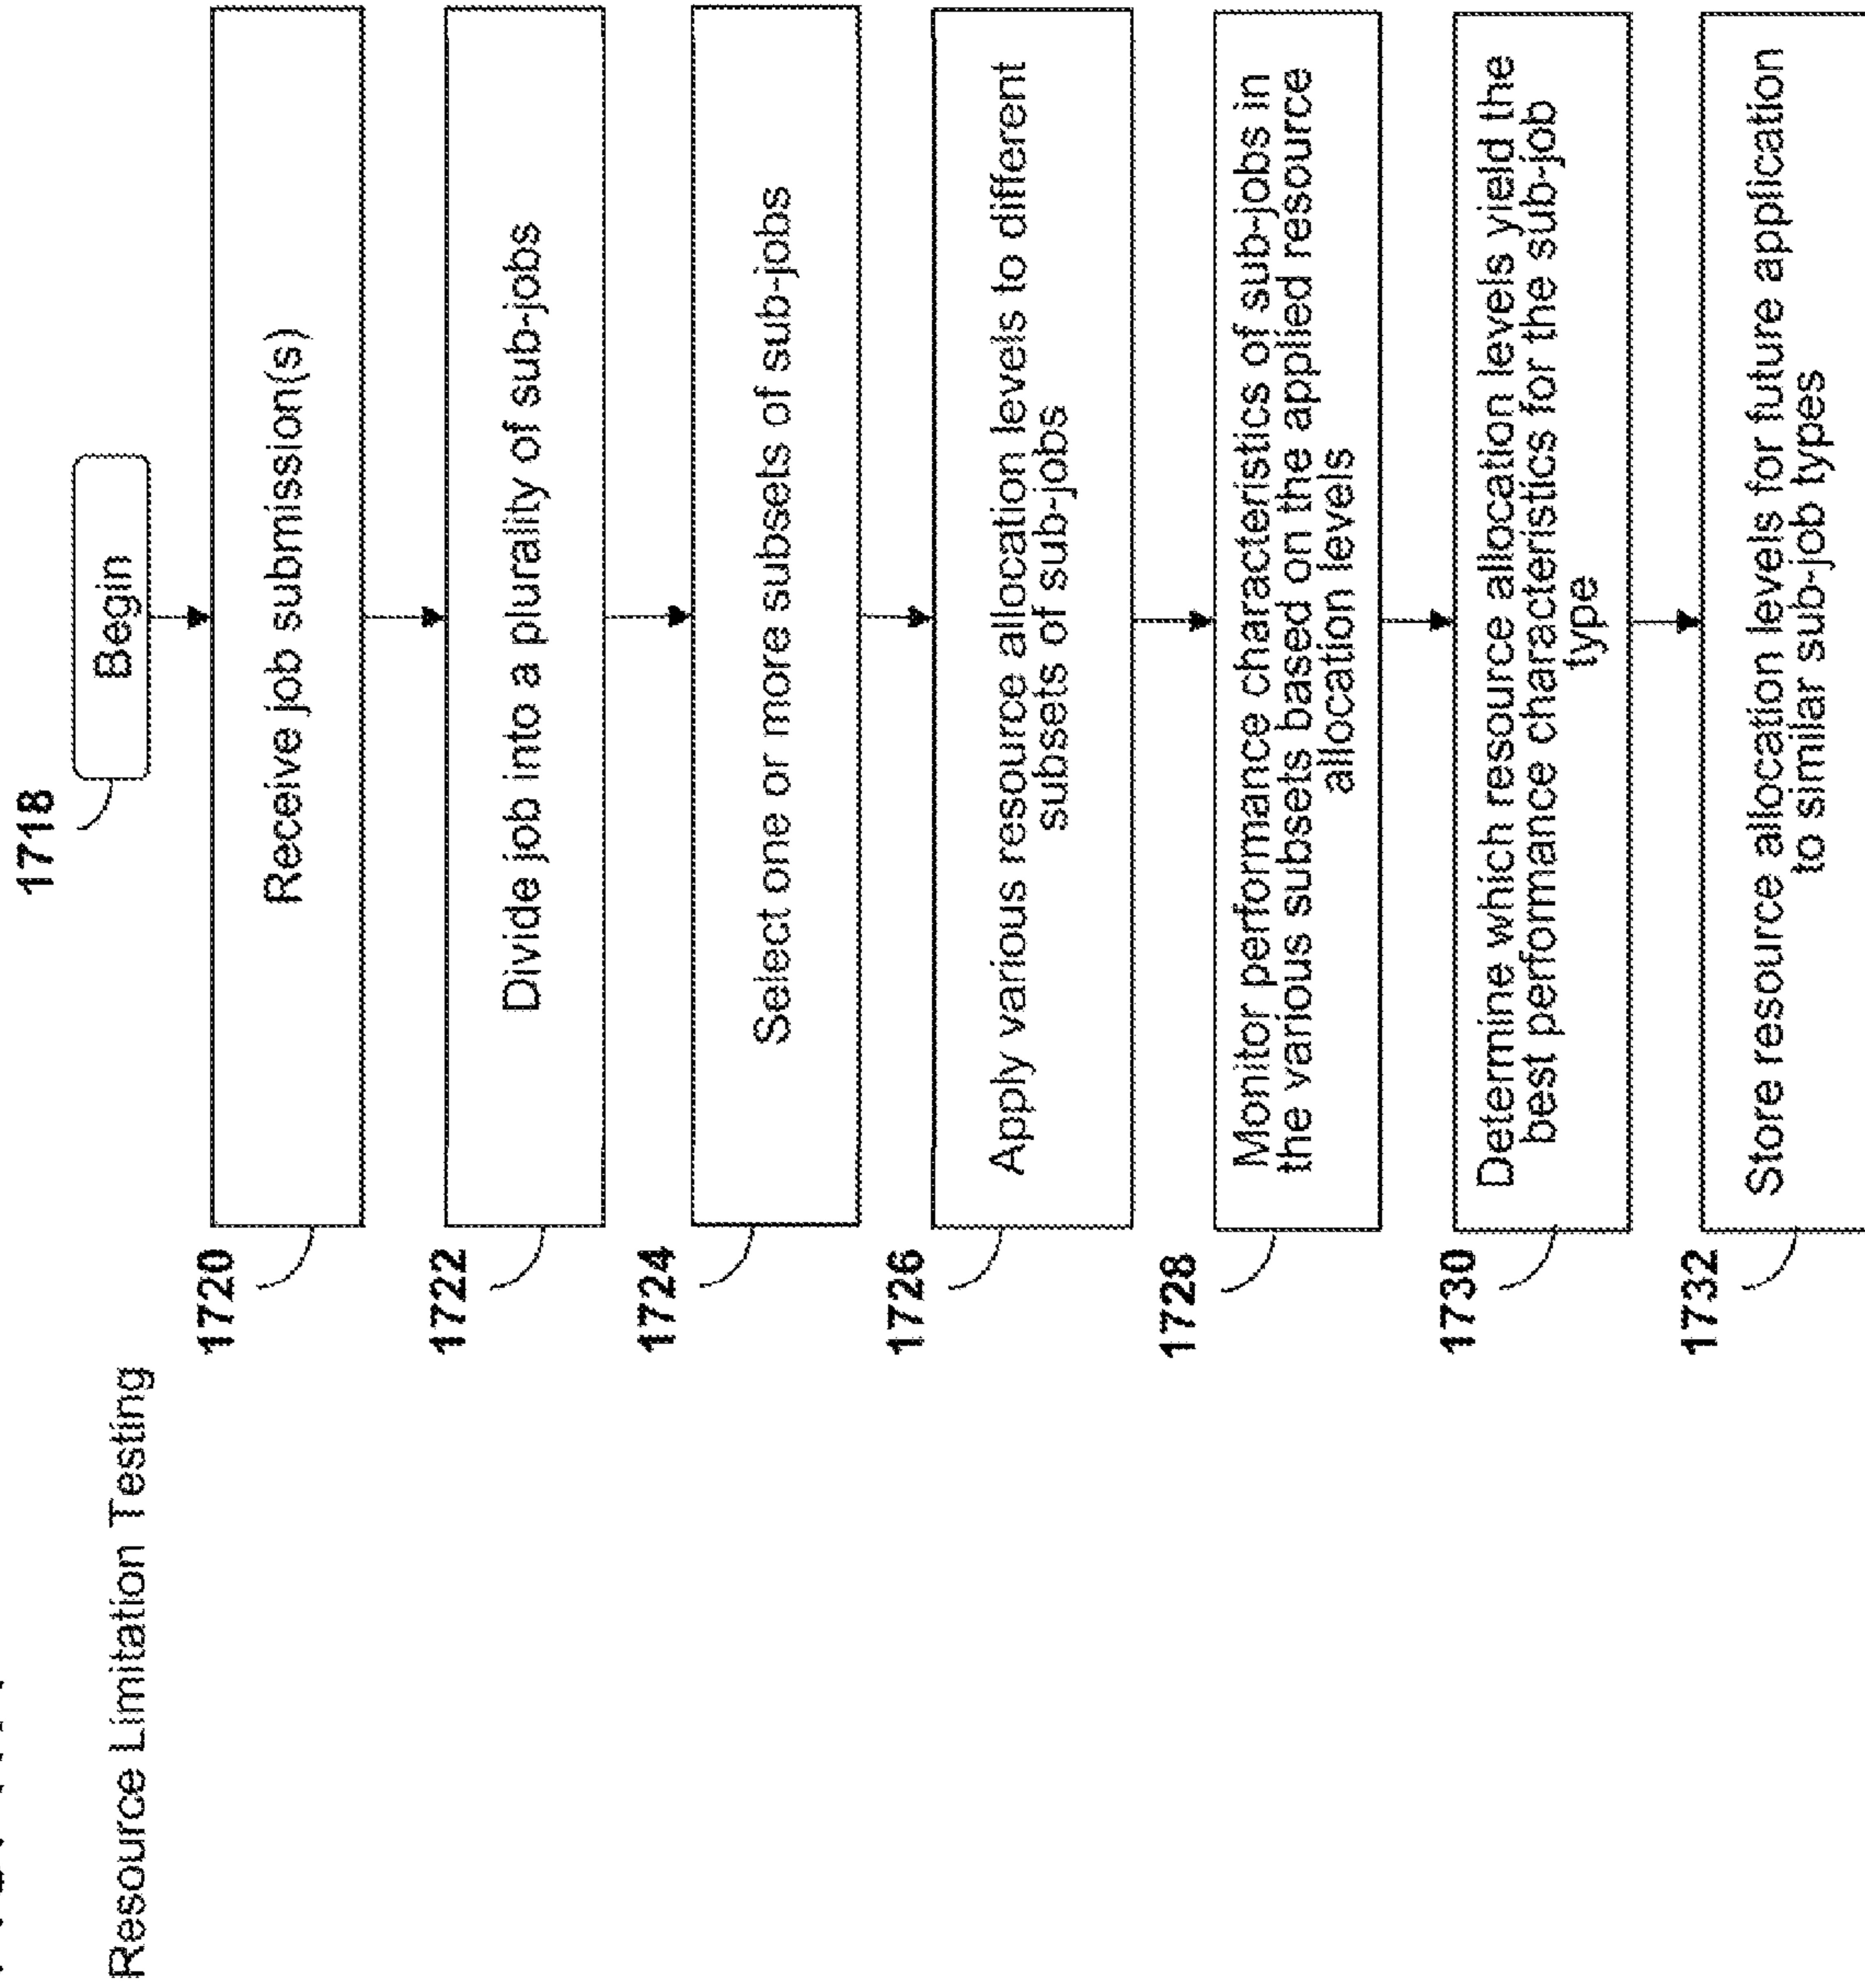 Resource Limitation Testing
1718
Begin
1720
Receive job submission(s)
1722
Divide job into a plurality of sub-jobs
1724
Select one or more subsets of sub-jobs
1726
Apply various resource allocation levels to different
subsets of sub-jobs
1728
Monitor performance characteristics of sub-jobs in
the various subsets based on the applied resource
allocation levels
1730
Determine which resource allocation levels yield the
best performance characteristics for the sub-job
type
1732
Store resource allocation levels for future application
to similar sub-job types